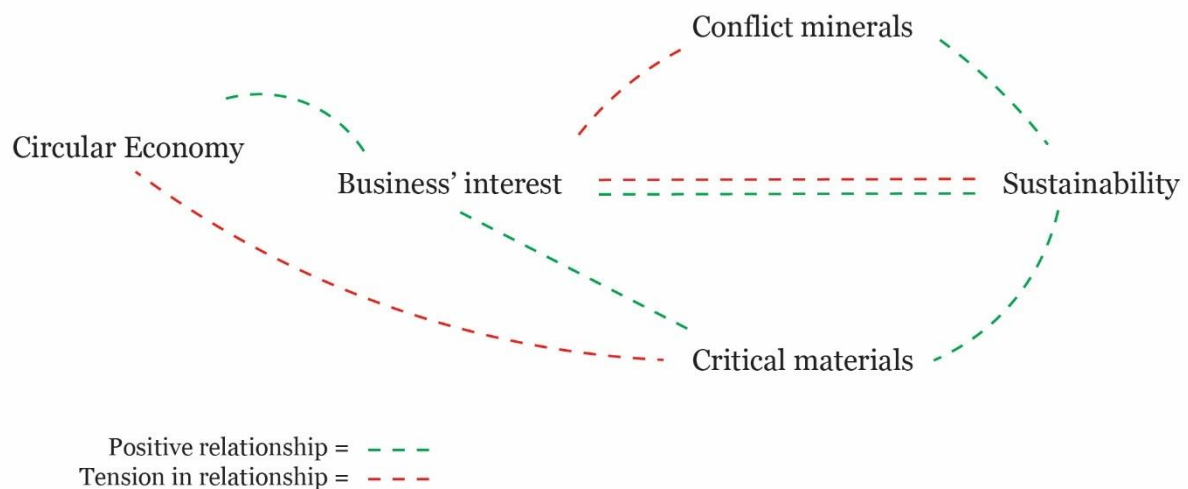 Conflict minerals
Circular Economy
Business’ interest
Sustainability
Critical materials
Positive relationship =
Tension in relationship =